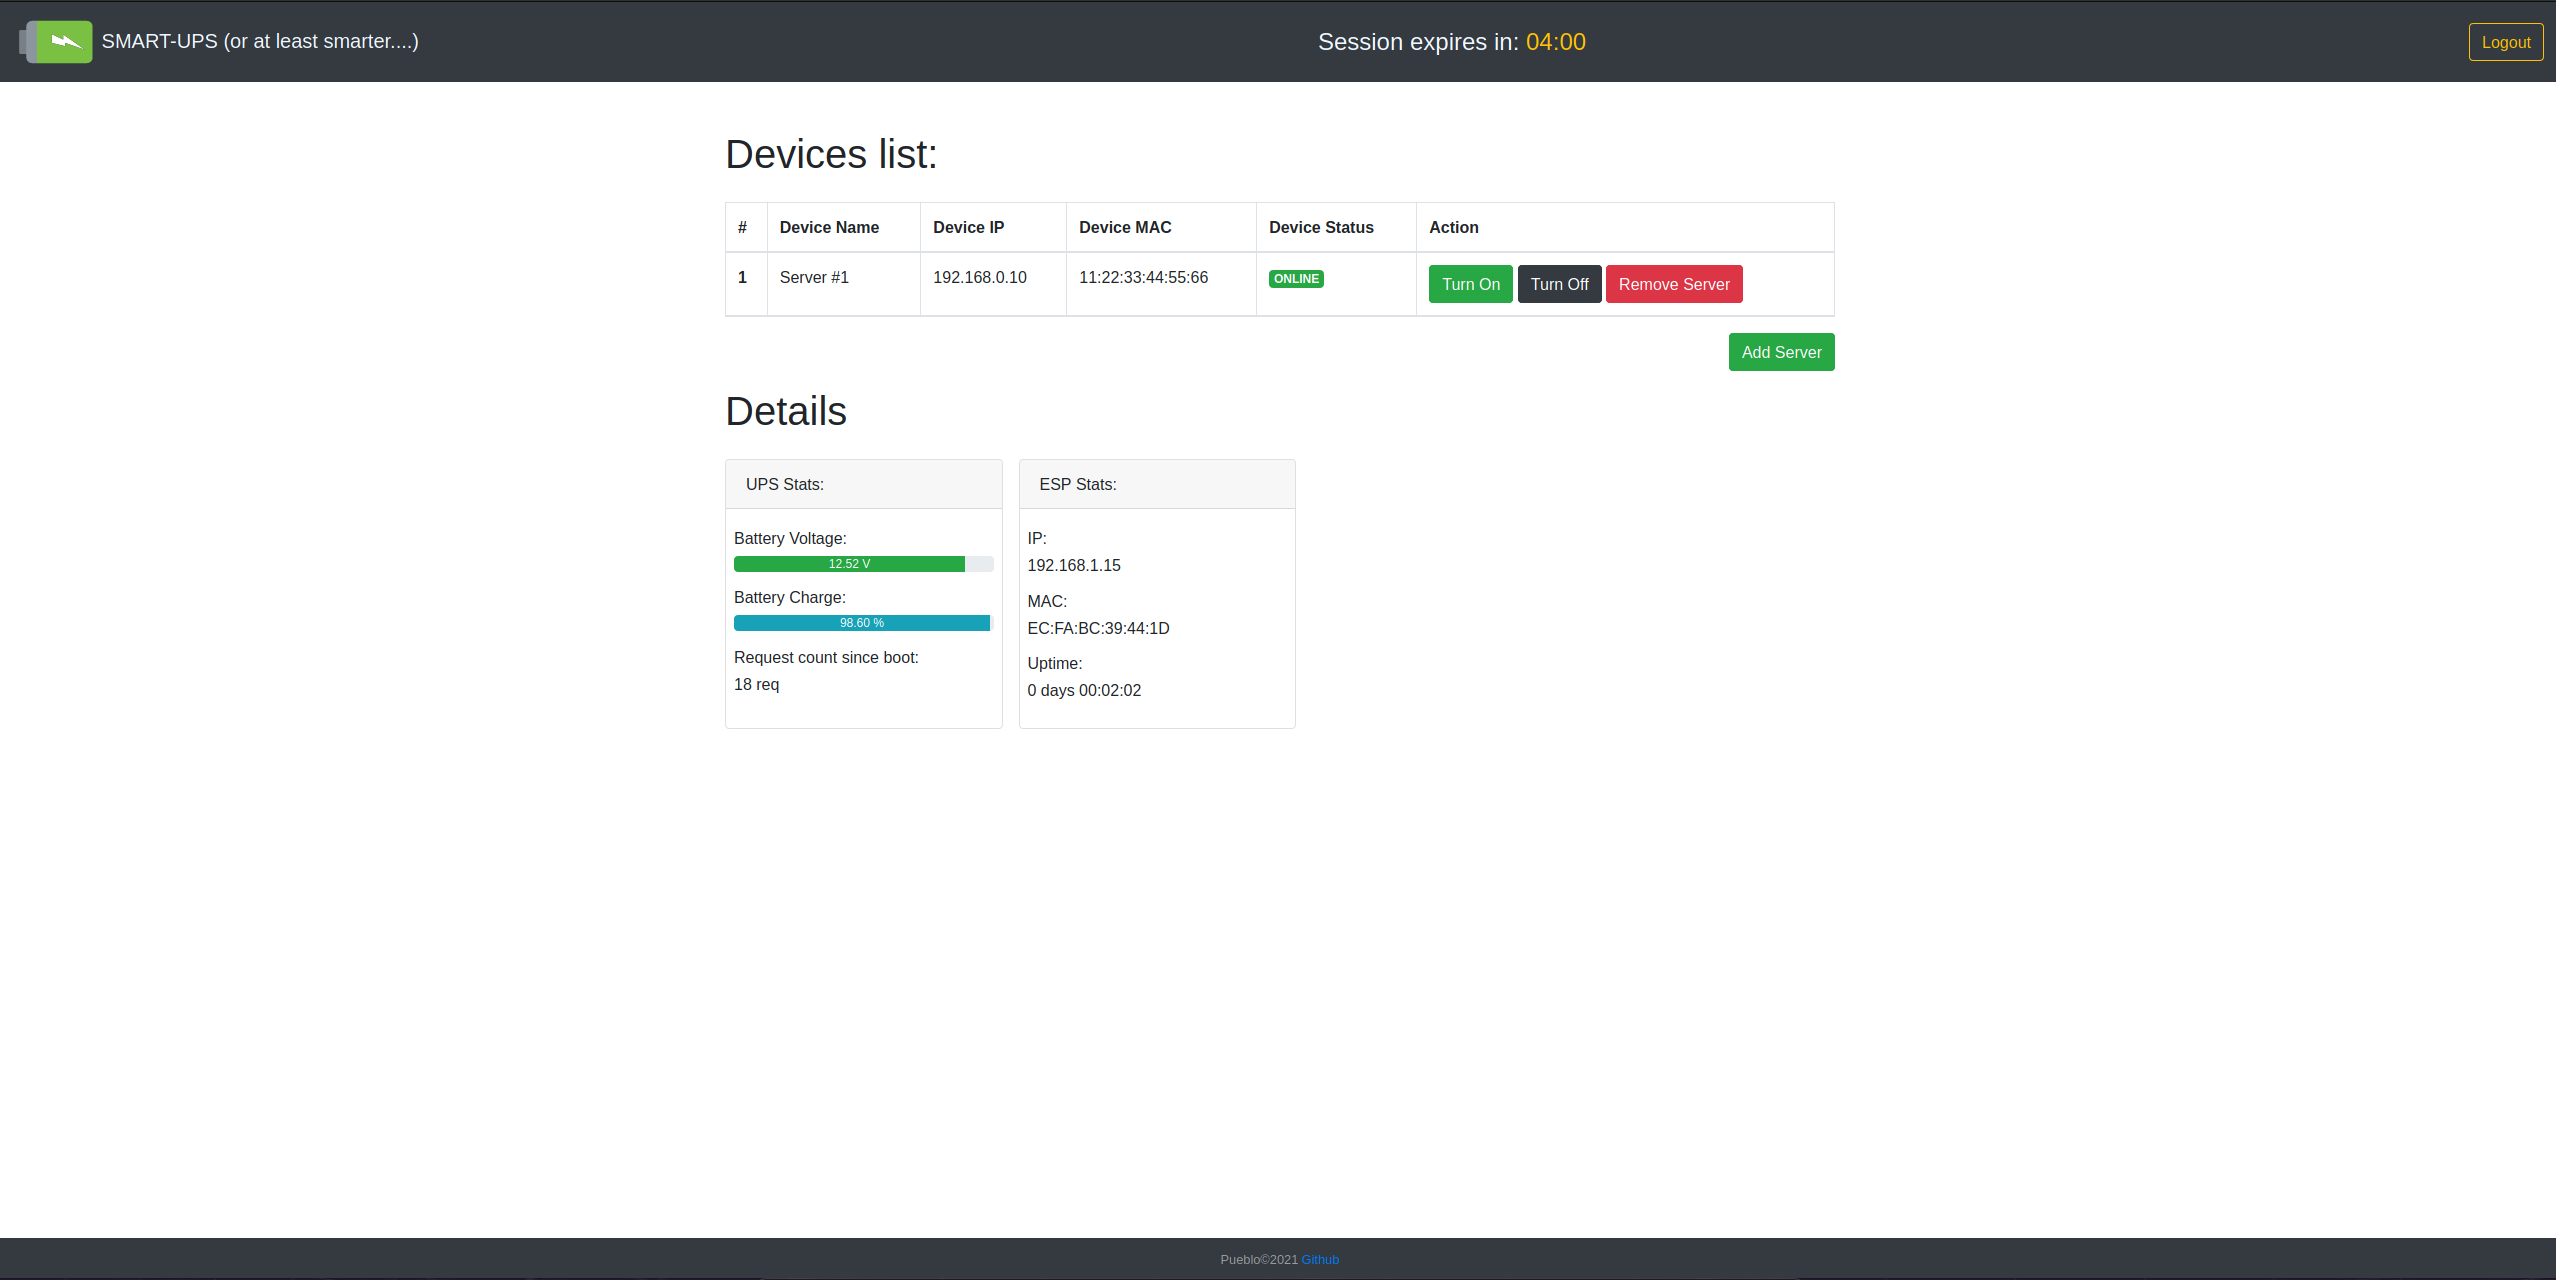 SMART-UPS (or at least smarter....)
Session expires in: 04:00
Logout
Devices list:
# Device Name Device IP Device MAC Device Status Action
1 Server #1 192.168.0.10 11:22:33:44:55:66 ONLINE Turn On Turn Off Remove Server
Add Server
Details
UPS Stats:
Battery Voltage:
12.52 V
Battery Charge:
98.60 %
Request count since boot:
18 req
ESP Stats:
IP:
192.168.1.15
MAC:
EC:FA:BC:39:44:1D
Uptime:
0 days 00:02:02
Pueblo©2021 Github